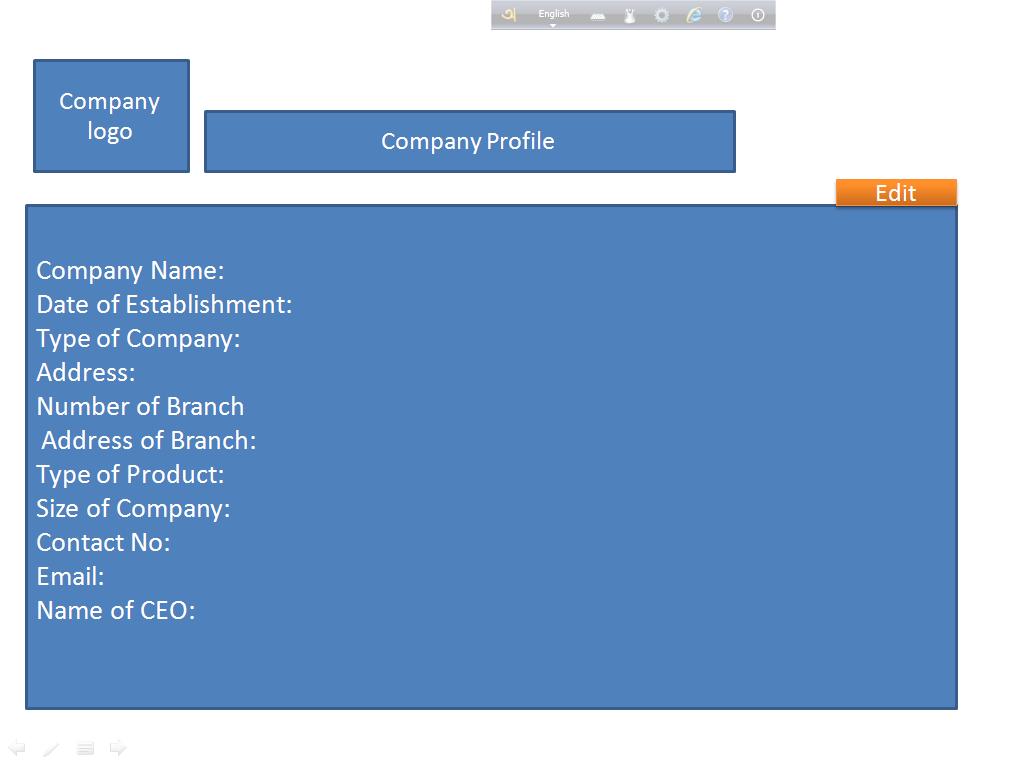 অ
English
Company
logo
Company Profile
Edit
Company Name:
Date of Establishment:
Type of Company:
Address:
Number of Branch
Address of Branch:
Type of Product:
Size of Company:
Contact No:
Email:
Name of CEO: